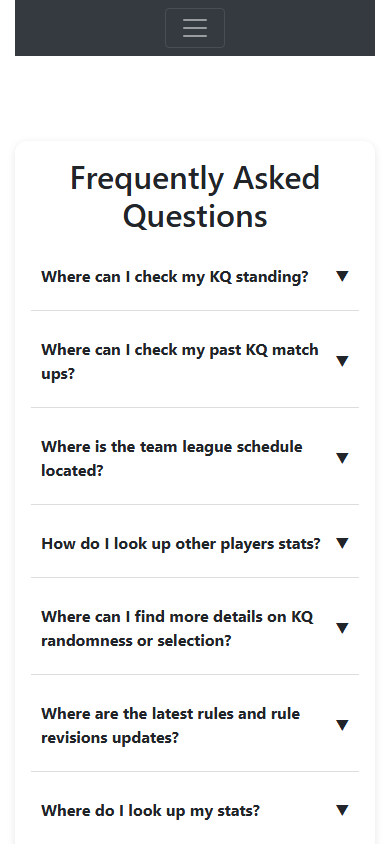 Frequently Asked
Questions
Where can I check my KQ standing?
Where can I check my past KQ match
ups?
Where is the team league schedule
located?
How do I look up other players stats?
Where can I find more details on KQ
randomness or selection?
Where are the latest rules and rule
revisions updates?
Where do I look up my stats?